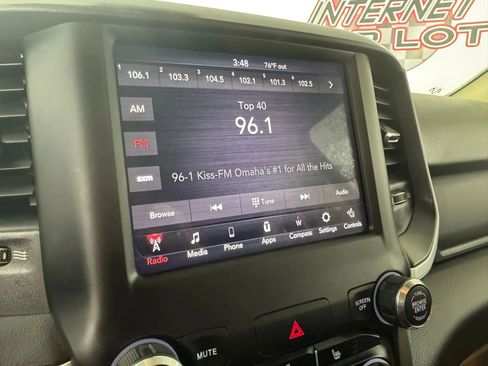 INTERNET
LOT
3:48 76°F out
1 106.1 2 103.3 3 104.5 4 102.1 5 101.3 6 102.5
AM
Top 40
FM
96.1
sxm
96-1 Kiss-FM Omaha's #1 for All the Hits
Browse Tune Audio
Radio Media Phone Apps W Compass Settings Controls
SCREEN OFF
BROWSE ENTER
MUTE